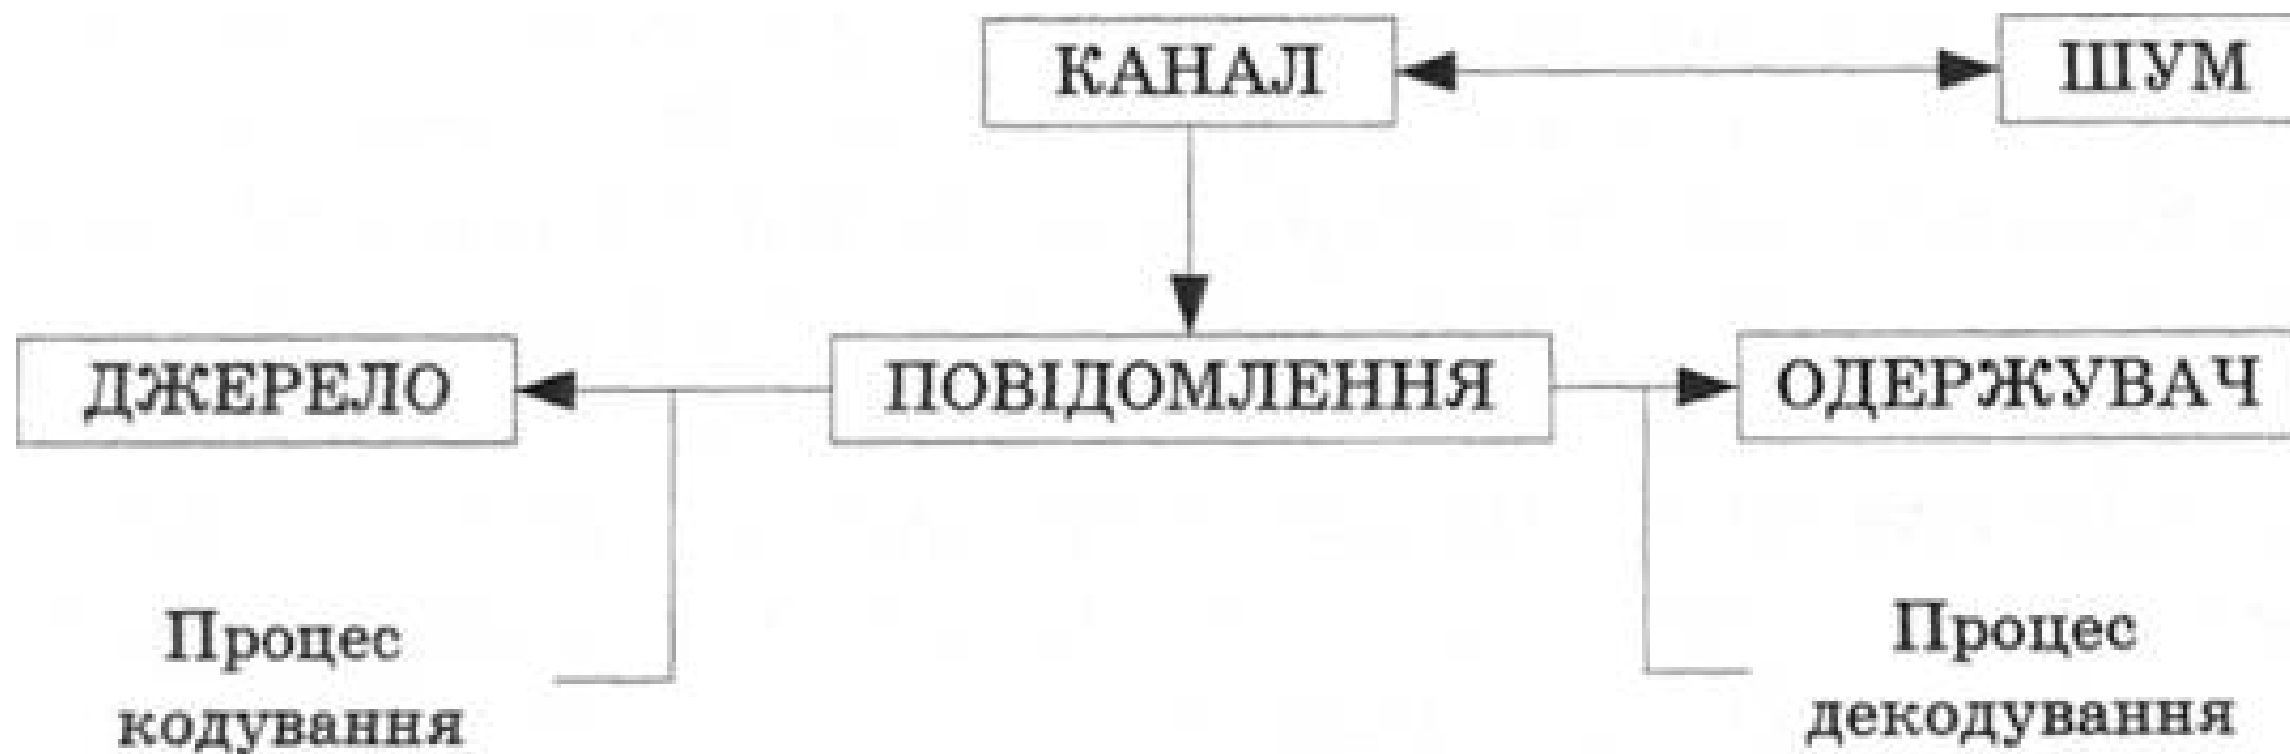 КАНАЛ
ШУМ
ДЖЕРЕЛО
ПОВІДОМЛЕННЯ
ОДЕРЖУВАЧ
Процес
кодування
Процес
декодування